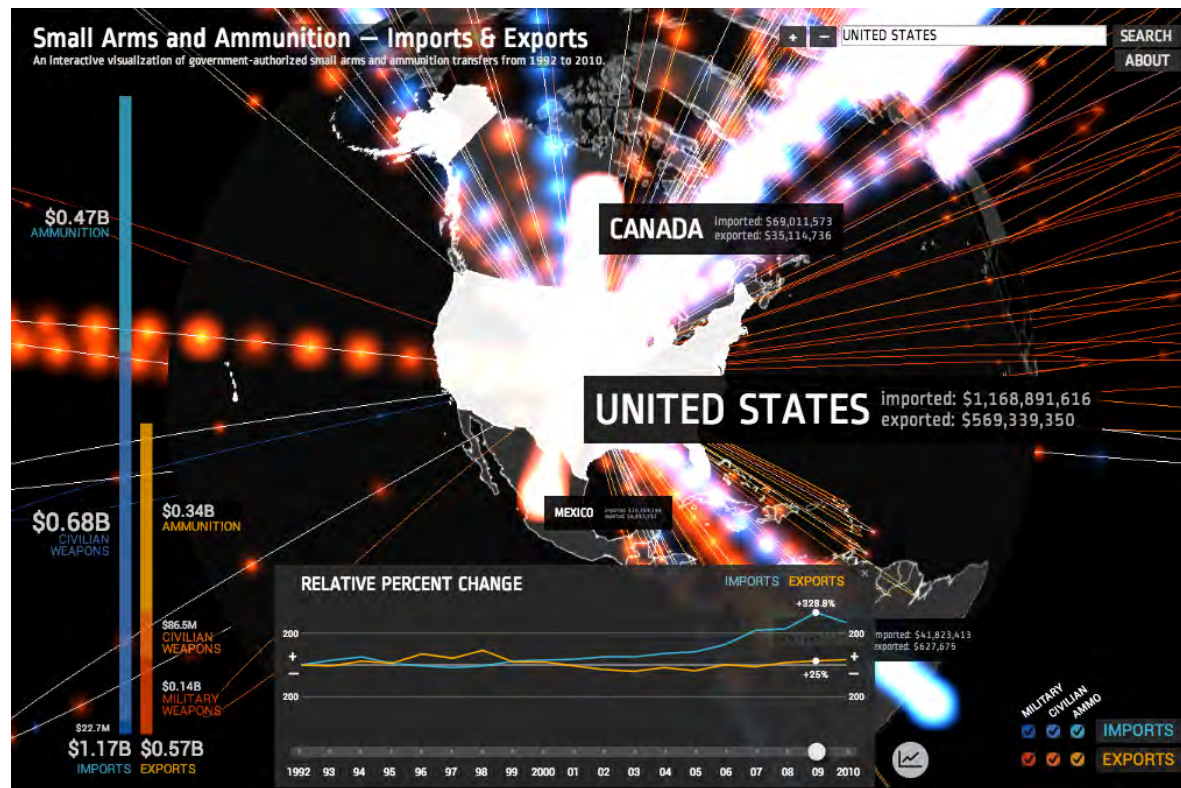 Small Arms and Ammunition — Imports & Exports
An interactive visualization of government-authorized small arms and ammunition transfers from 1992 to 2010.
+ − UNITED STATES SEARCH
ABOUT
$0.47B
AMMUNITION
CANADA
imported: $69,011,573
exported: $35,114,736
UNITED STATES
imported: $1,168,891,616
exported: $569,339,350
MEXICO
$0.68B
CIVILIAN
WEAPONS
$0.34B
AMMUNITION
$86.5M
CIVILIAN
WEAPONS
$0.14B
MILITARY
WEAPONS
$22.7M
$1.17B $0.57B
IMPORTS EXPORTS
RELATIVE PERCENT CHANGE
IMPORTS EXPORTS
×
+328.8%
200 200
+ +
− −
+25%
200 200
1992 93 94 95 96 97 98 99 2000 01 02 03 04 05 06 07 08 09 2010
imported: $41,823,413
exported: $627,675
MILITARY
CIVILIAN
AMMO
IMPORTS
EXPORTS